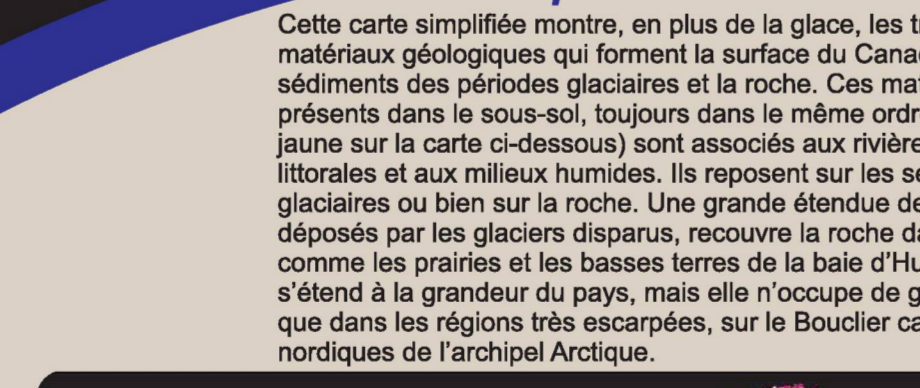 Cette carte simplifiée montre, en plus de la glace, les
matériaux géologiques qui forment la surface du
sédiments des périodes glaciaires et la roche. Ces
présents dans le sous-sol, toujours dans le même
jaune sur la carte ci-dessous) sont associés aux
littorales et aux milieux humides. Ils reposent sur les
glaciaires ou bien sur la roche. Une grande étendue
déposés par les glaciers disparus, recouvre la roche
comme les prairies et les basses terres de la baie
s'étend à la grandeur du pays, mais elle n'occupe de
que dans les régions très escarpées, sur le Bouclier
nordiques de l'archipel Arctique.